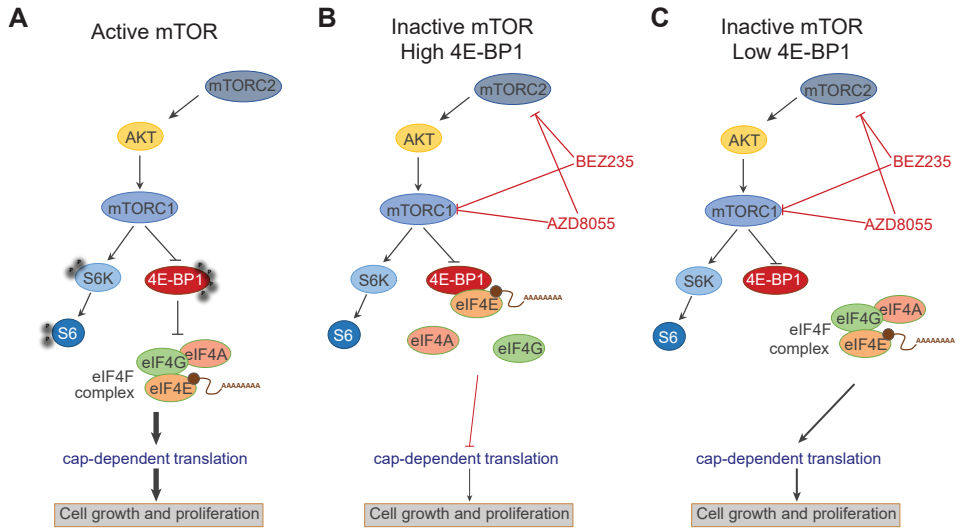 A
Active mTOR
mTORC2
AKT
mTORC1
P
P
S6K
4E-BP1
P
P
P
P
P
P
S6
eIF4G
eIF4A
eIF4F
complex
eIF4E
AAAAAAAA
cap-dependent translation
Cell growth and proliferation
B
Inactive mTOR
High 4E-BP1
mTORC2
AKT
BEZ235
mTORC1
AZD8055
S6K
4E-BP1
eIF4E
AAAAAAAA
S6
eIF4A
eIF4G
cap-dependent translation
Cell growth and proliferation
C
Inactive mTOR
Low 4E-BP1
mTORC2
AKT
BEZ235
mTORC1
AZD8055
S6K
4E-BP1
S6
eIF4G
eIF4A
eIF4F
complex
eIF4E
AAAAAAAA
cap-dependent translation
Cell growth and proliferation